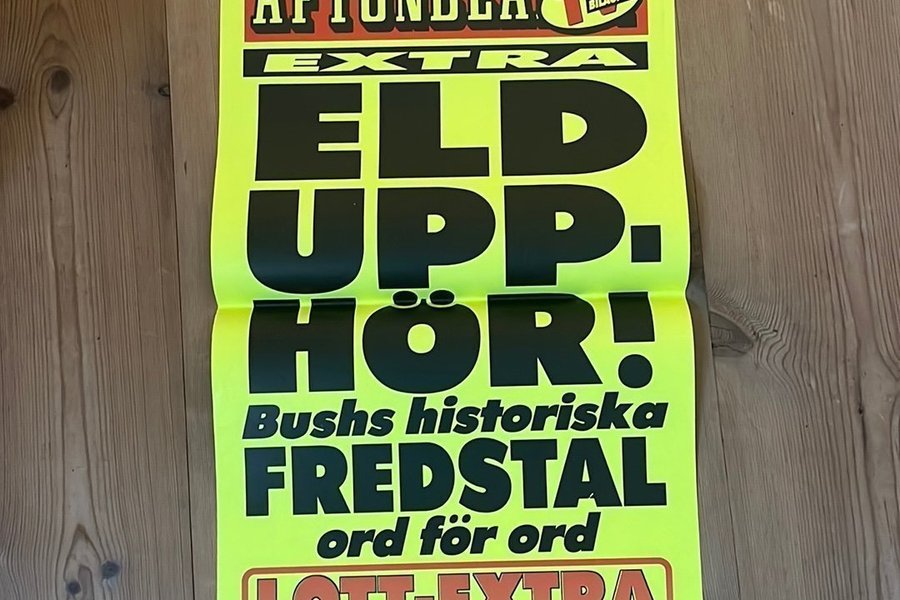 EXTRA
ELD
UPP-
HÖR!
Bushs historiska
FREDSTAL
ord för ord
LOTT-EXTRA